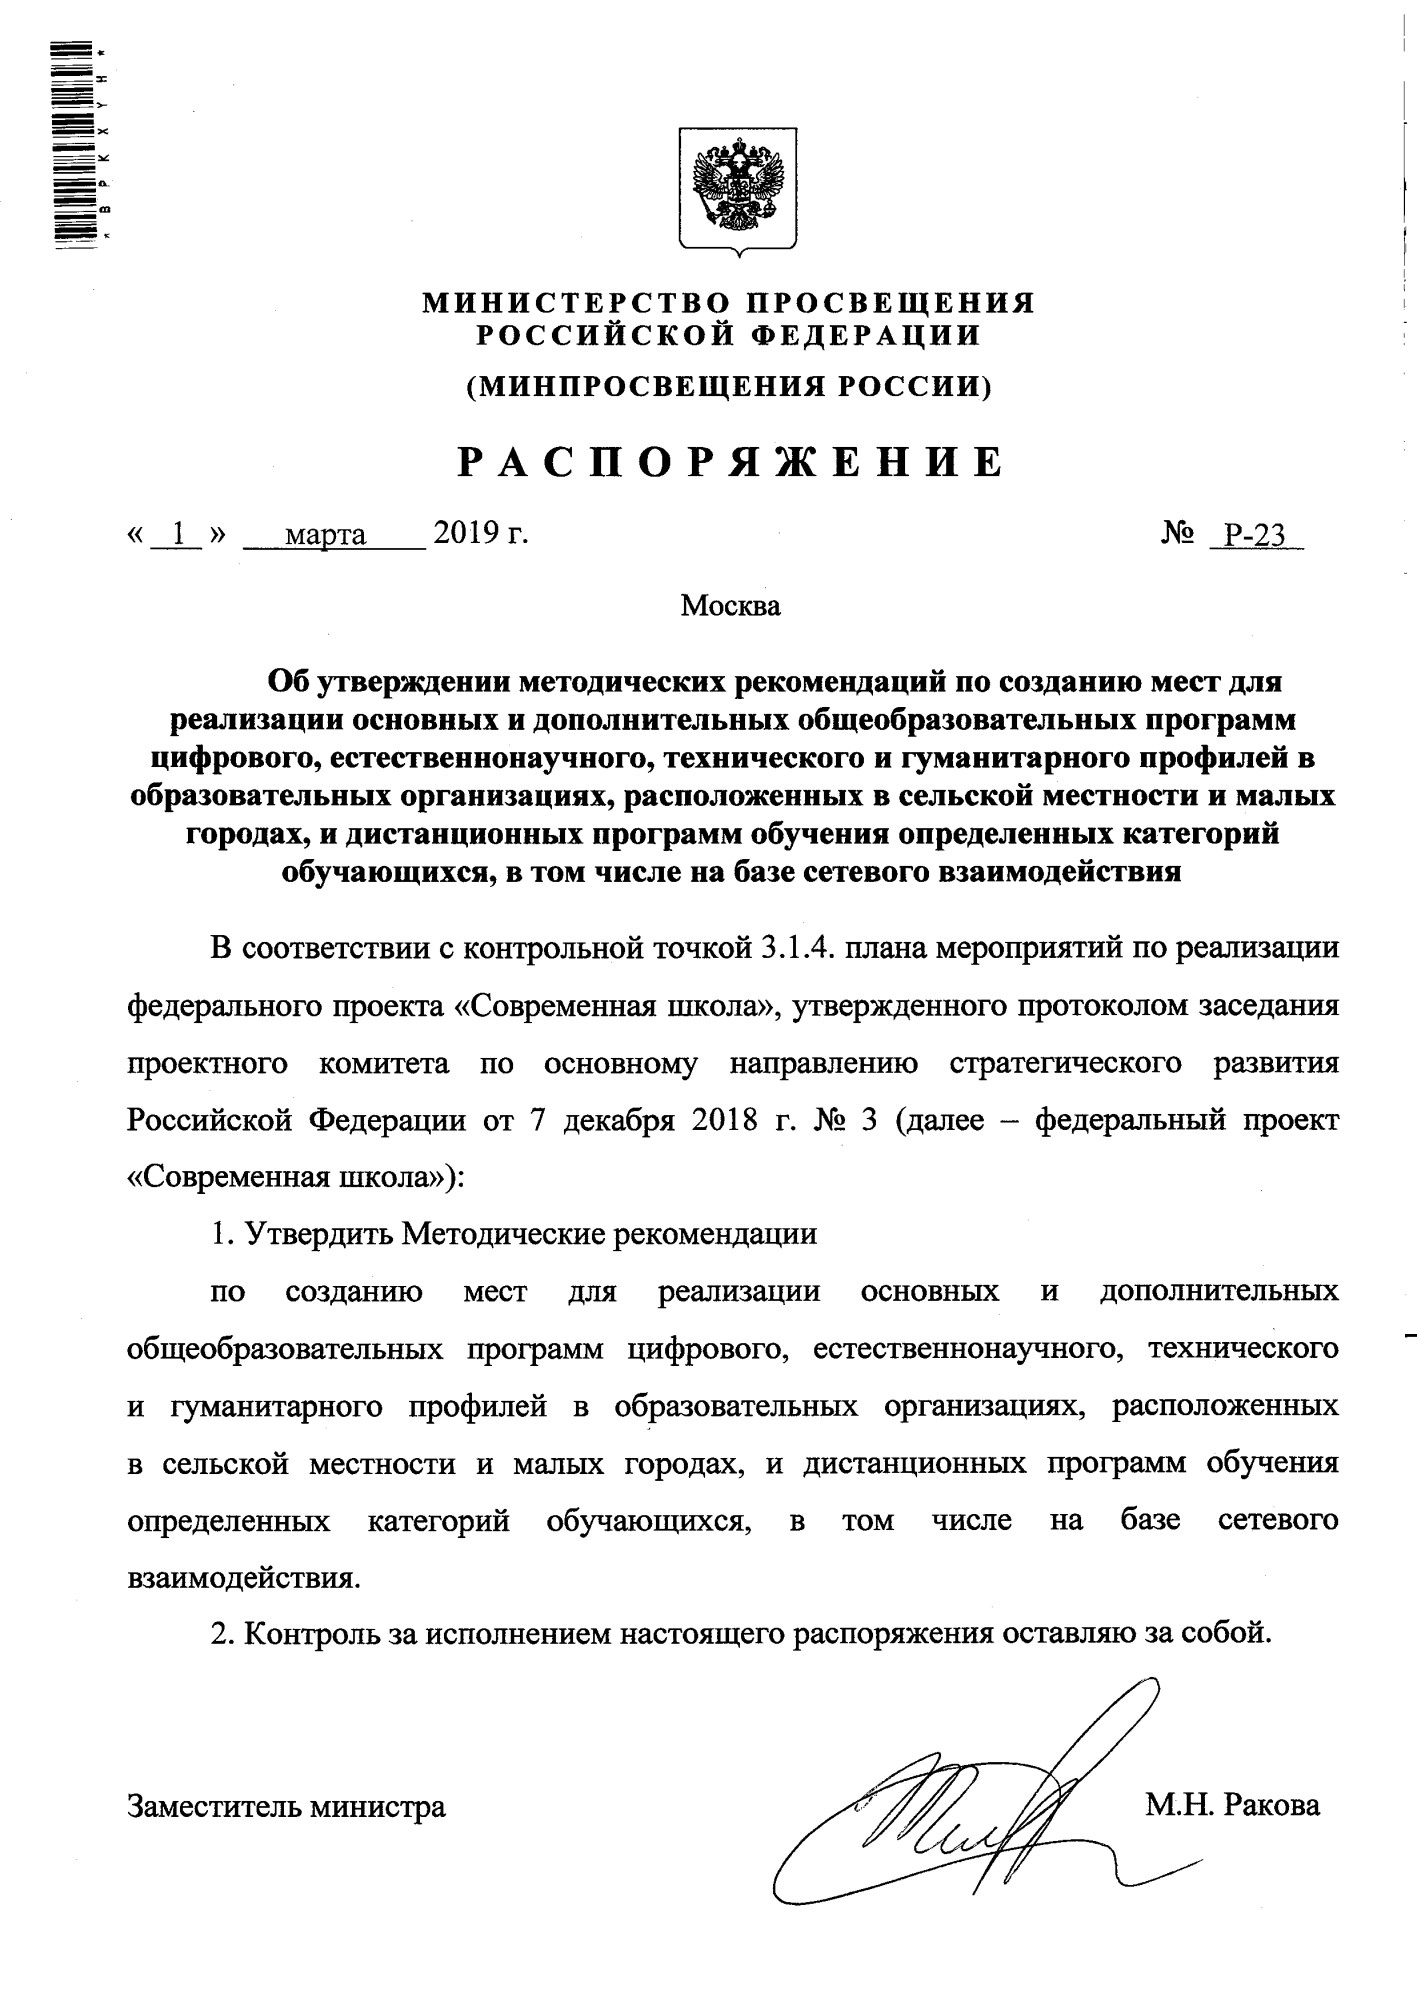 * В Р К Х Y Н *
МИНИСТЕРСТВО ПРОСВЕЩЕНИЯ
РОССИЙСКОЙ ФЕДЕРАЦИИ
(МИНПРОСВЕЩЕНИЯ РОССИИ)
РАСПОРЯЖЕНИЕ
« 1 » марта 2019 г. № Р-23
Москва
Об утверждении методических рекомендаций по созданию мест для
реализации основных и дополнительных общеобразовательных программ
цифрового, естественнонаучного, технического и гуманитарного профилей в
образовательных организациях, расположенных в сельской местности и малых
городах, и дистанционных программ обучения определенных категорий
обучающихся, в том числе на базе сетевого взаимодействия
В соответствии с контрольной точкой 3.1.4. плана мероприятий по реализации
федерального проекта «Современная школа», утвержденного протоколом заседания
проектного комитета по основному направлению стратегического развития
Российской Федерации от 7 декабря 2018 г. № 3 (далее – федеральный проект
«Современная школа»):
1. Утвердить Методические рекомендации
по созданию мест для реализации основных и дополнительных
общеобразовательных программ цифрового, естественнонаучного, технического
и гуманитарного профилей в образовательных организациях, расположенных
в сельской местности и малых городах, и дистанционных программ обучения
определенных категорий обучающихся, в том числе на базе сетевого
взаимодействия.
2. Контроль за исполнением настоящего распоряжения оставляю за собой.
Заместитель министра М.Н. Ракова